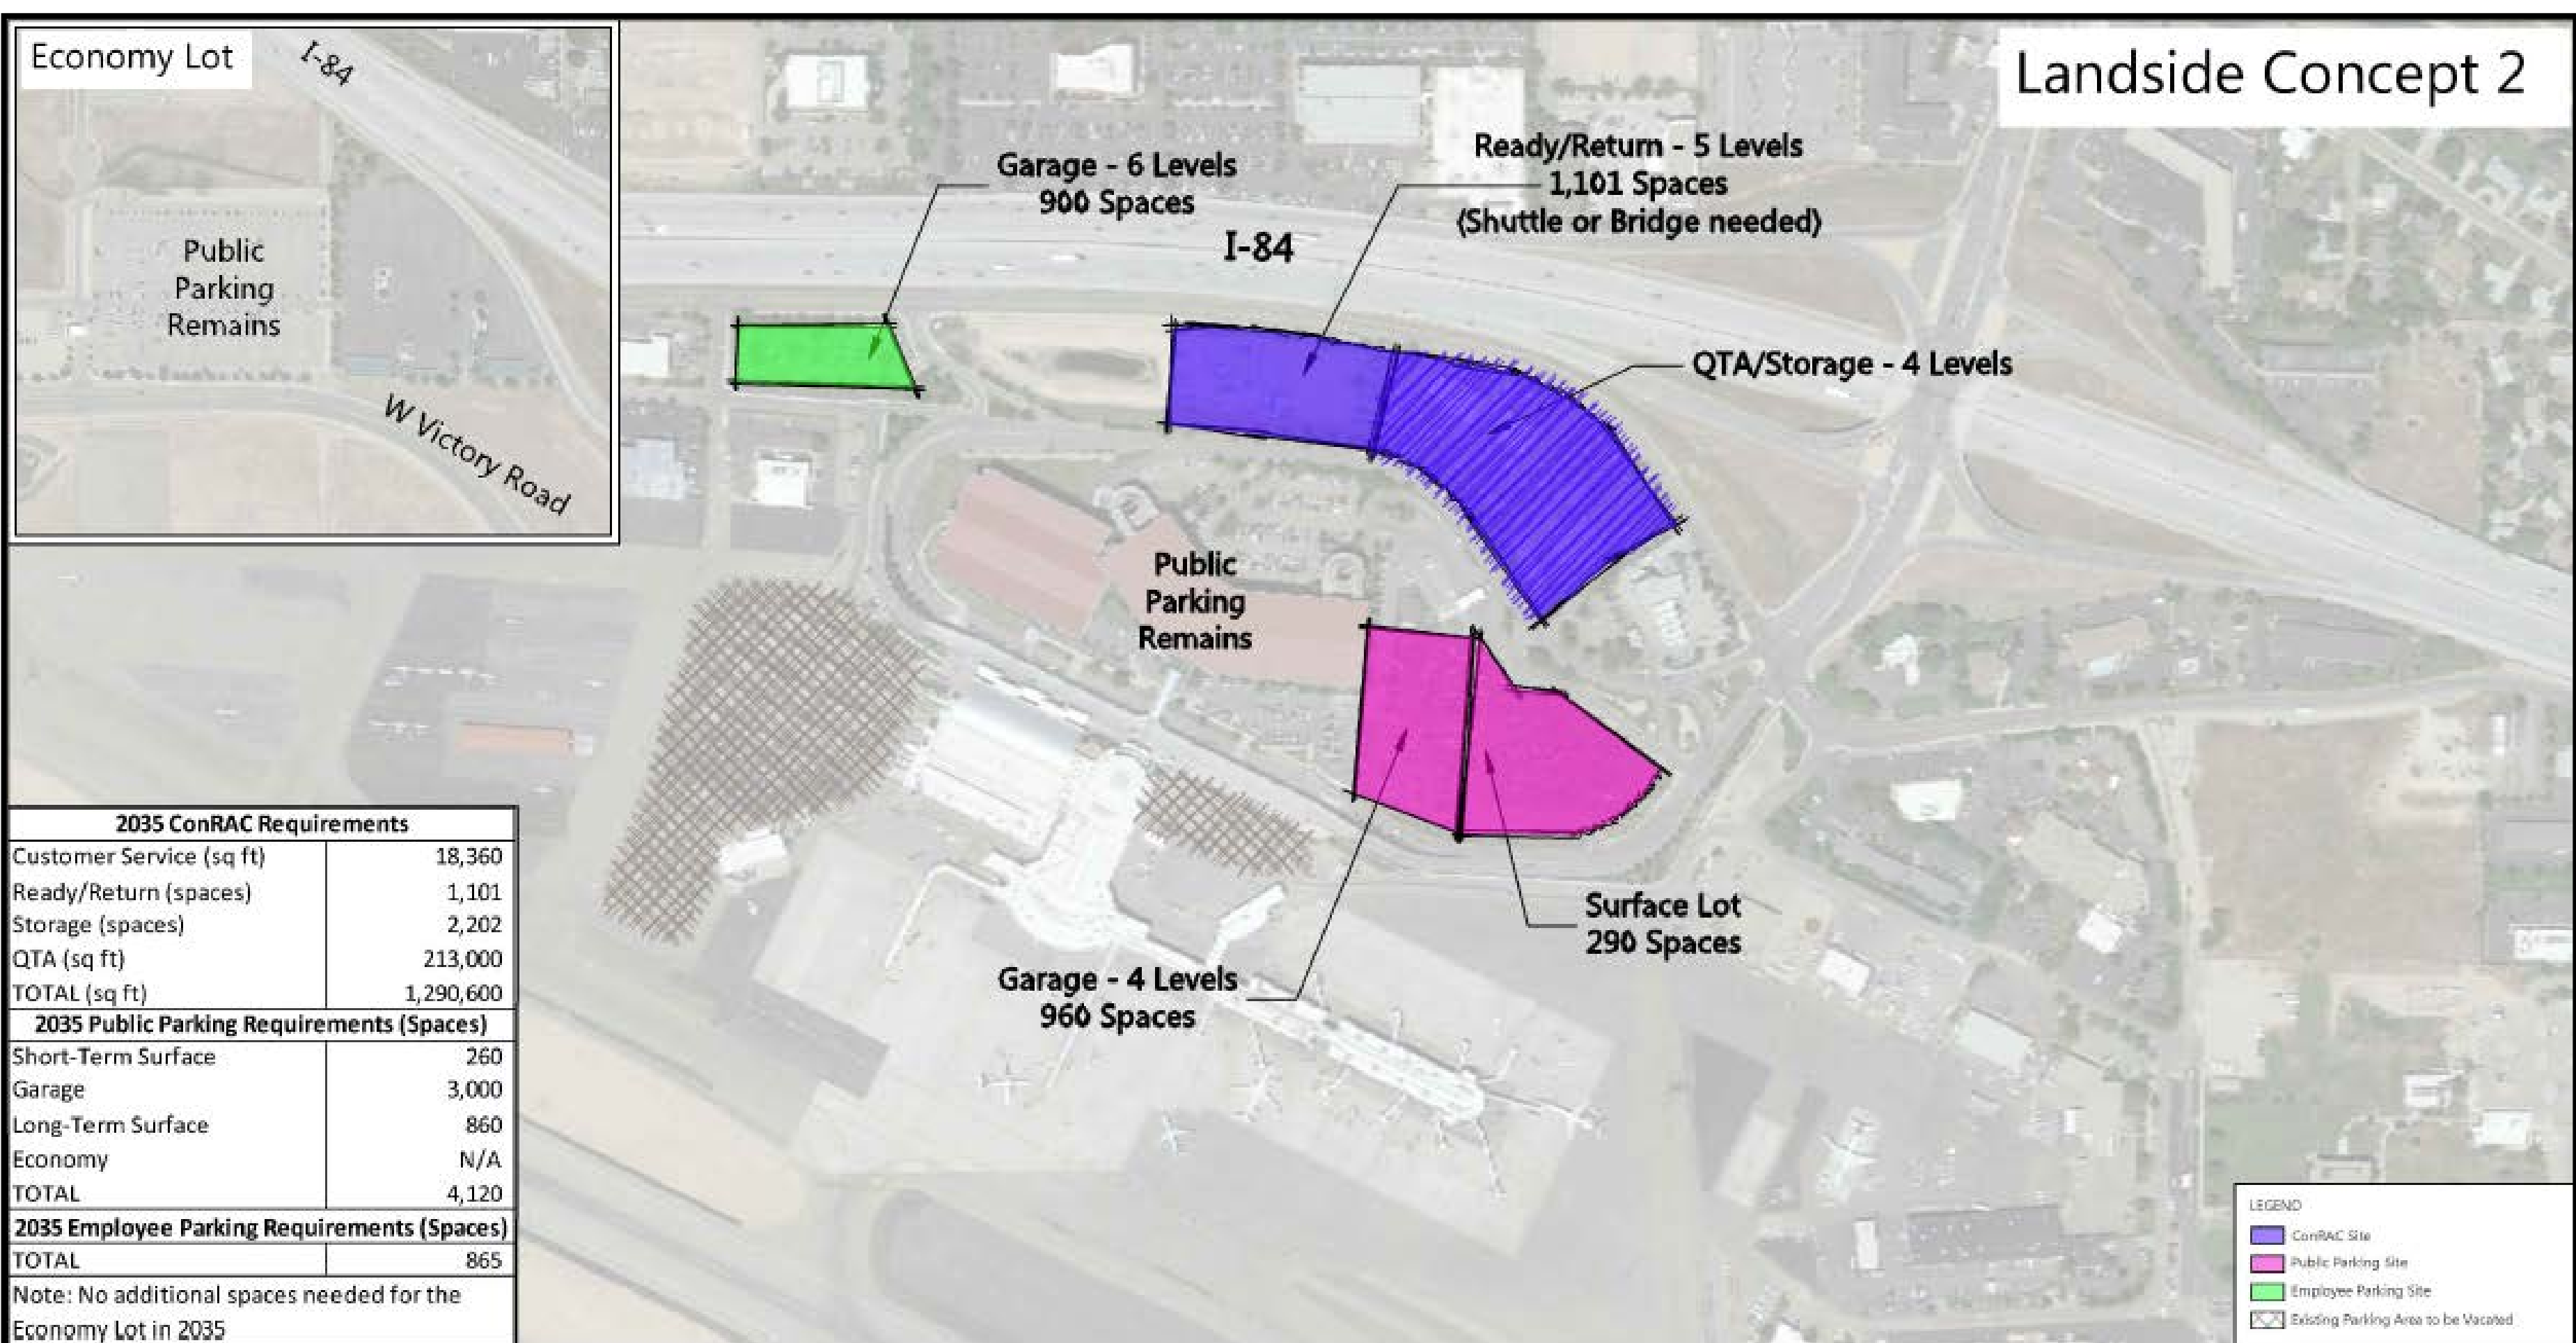 Economy Lot
I-84
Landside Concept 2
Public
Parking
Remains
W Victory Road
Garage - 6 Levels
900 Spaces
Ready/Return - 5 Levels
1,101 Spaces
(Shuttle or Bridge needed)
I-84
QTA/Storage - 4 Levels
Public
Parking
Remains
Surface Lot
290 Spaces
Garage - 4 Levels
960 Spaces
2035 ConRAC Requirements
Customer Service (sq ft) 18,360
Ready/Return (spaces) 1,101
Storage (spaces) 2,202
QTA (sq ft) 213,000
TOTAL (sq ft) 1,290,600
2035 Public Parking Requirements (Spaces)
Short-Term Surface 260
Garage 3,000
Long-Term Surface 860
Economy N/A
TOTAL 4,120
2035 Employee Parking Requirements (Spaces)
TOTAL 865
Note: No additional spaces needed for the
Economy Lot in 2035
LEGEND
ConRAC Site
Public Parking Site
Employee Parking Site
Existing Parking Area to be Vacated